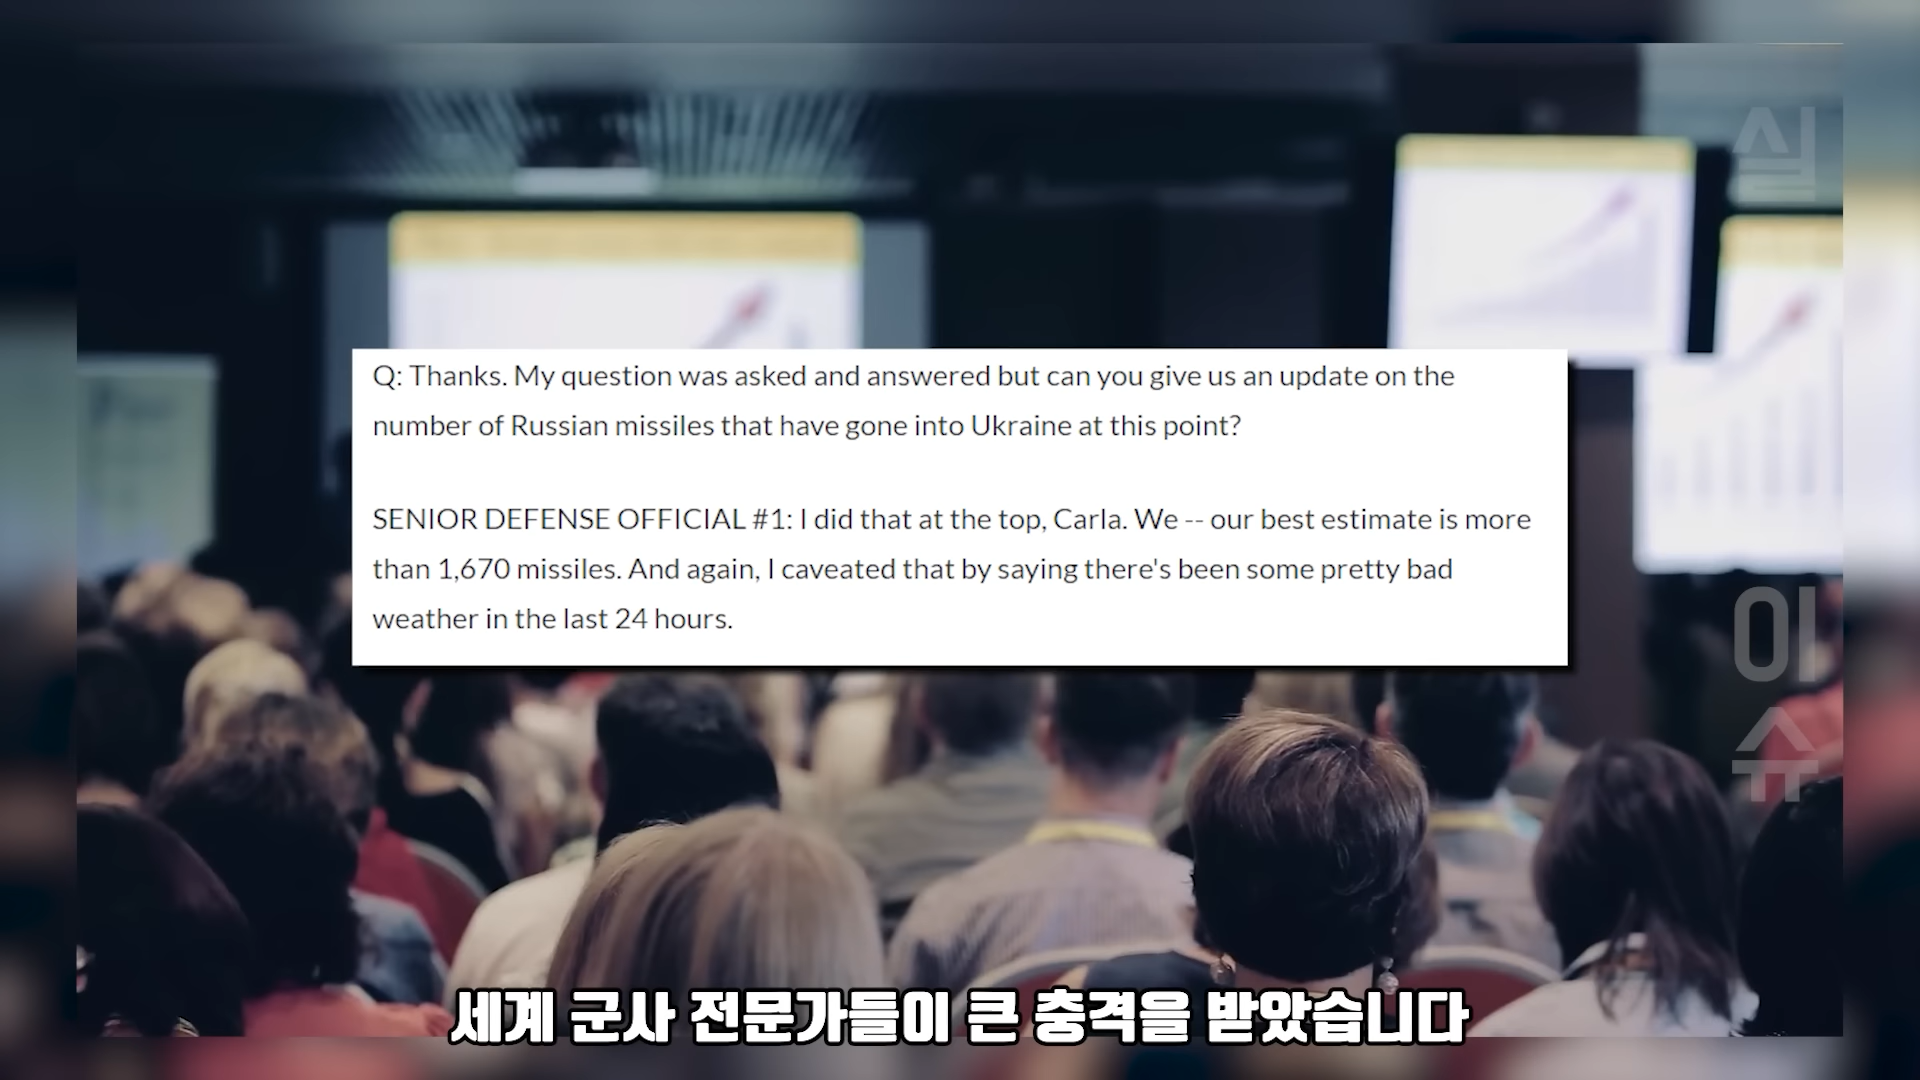 실
이
슈
Q: Thanks. My question was asked and answered but can you give us an update on the
number of Russian missiles that have gone into Ukraine at this point?
SENIOR DEFENSE OFFICIAL #1: I did that at the top, Carla. We -- our best estimate is more
than 1,670 missiles. And again, I caveated that by saying there's been some pretty bad
weather in the last 24 hours.
세계 군사 전문가들이 큰 충격을 받았습니다